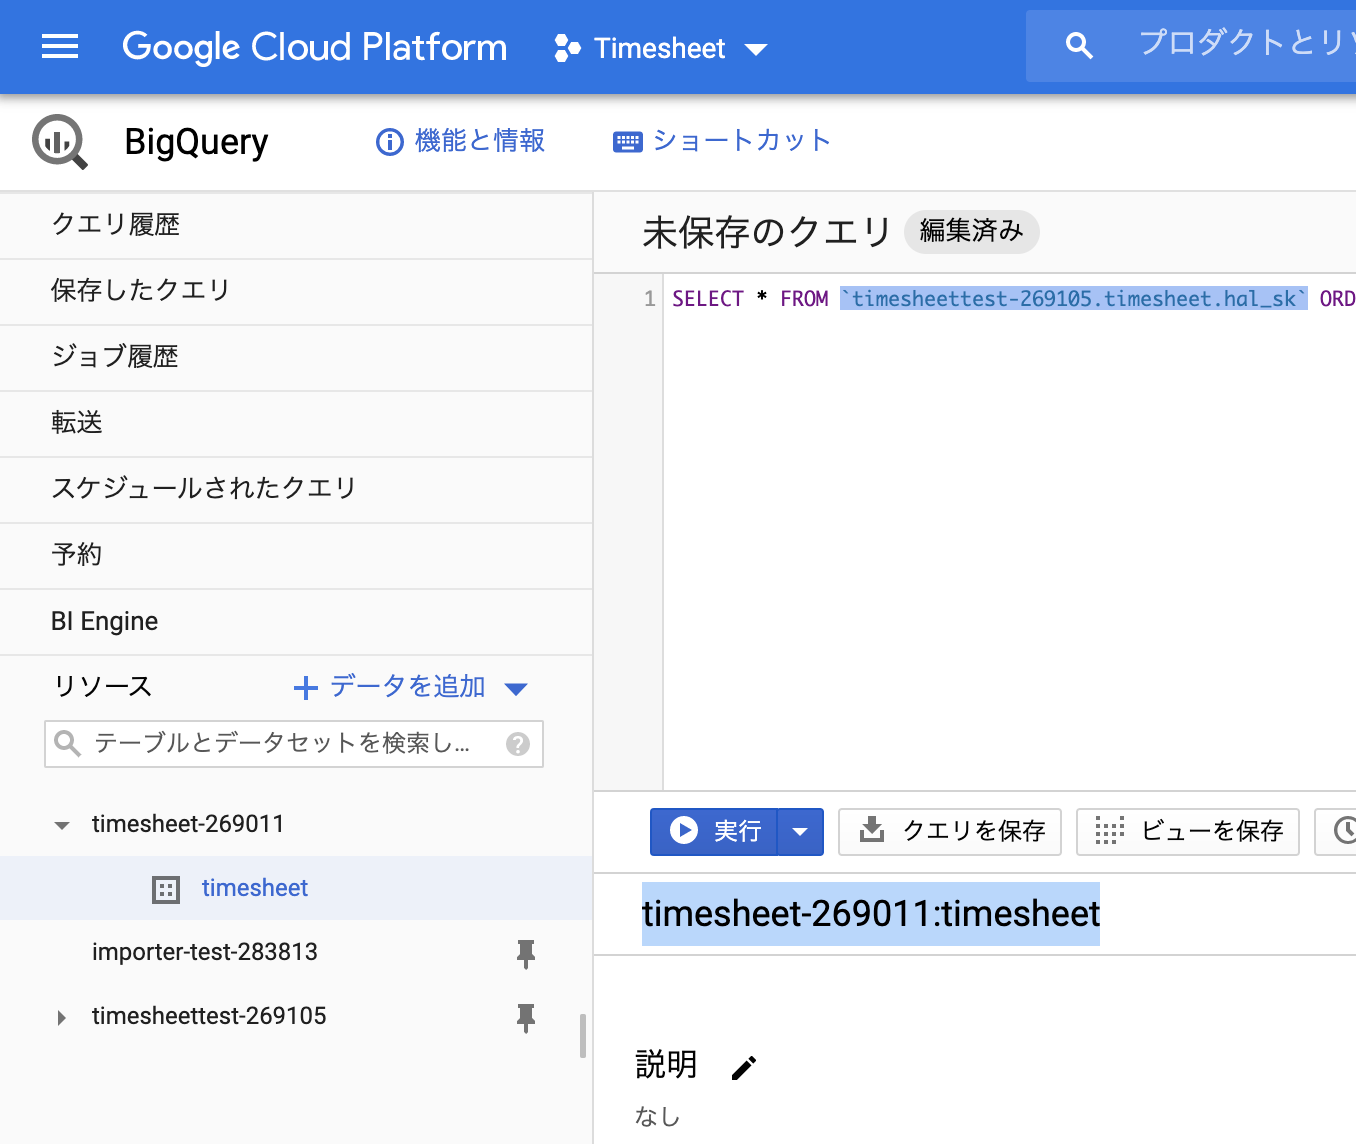 Google Cloud Platform
Timesheet
プロダクトとリ
BigQuery
機能と情報
ショートカット
クエリ履歴
保存したクエリ
ジョブ履歴
転送
スケジュールされたクエリ
予約
BI Engine
リソース
データを追加
テーブルとデータセットを検索し...
timesheet-269011
timesheet
importer-test-283813
timesheettest-269105
未保存のクエリ
編集済み
1 SELECT * FROM `timesheettest-269105.timesheet.hal_sk` ORD
実行
クエリを保存
ビューを保存
timesheet-269011:timesheet
説明
なし